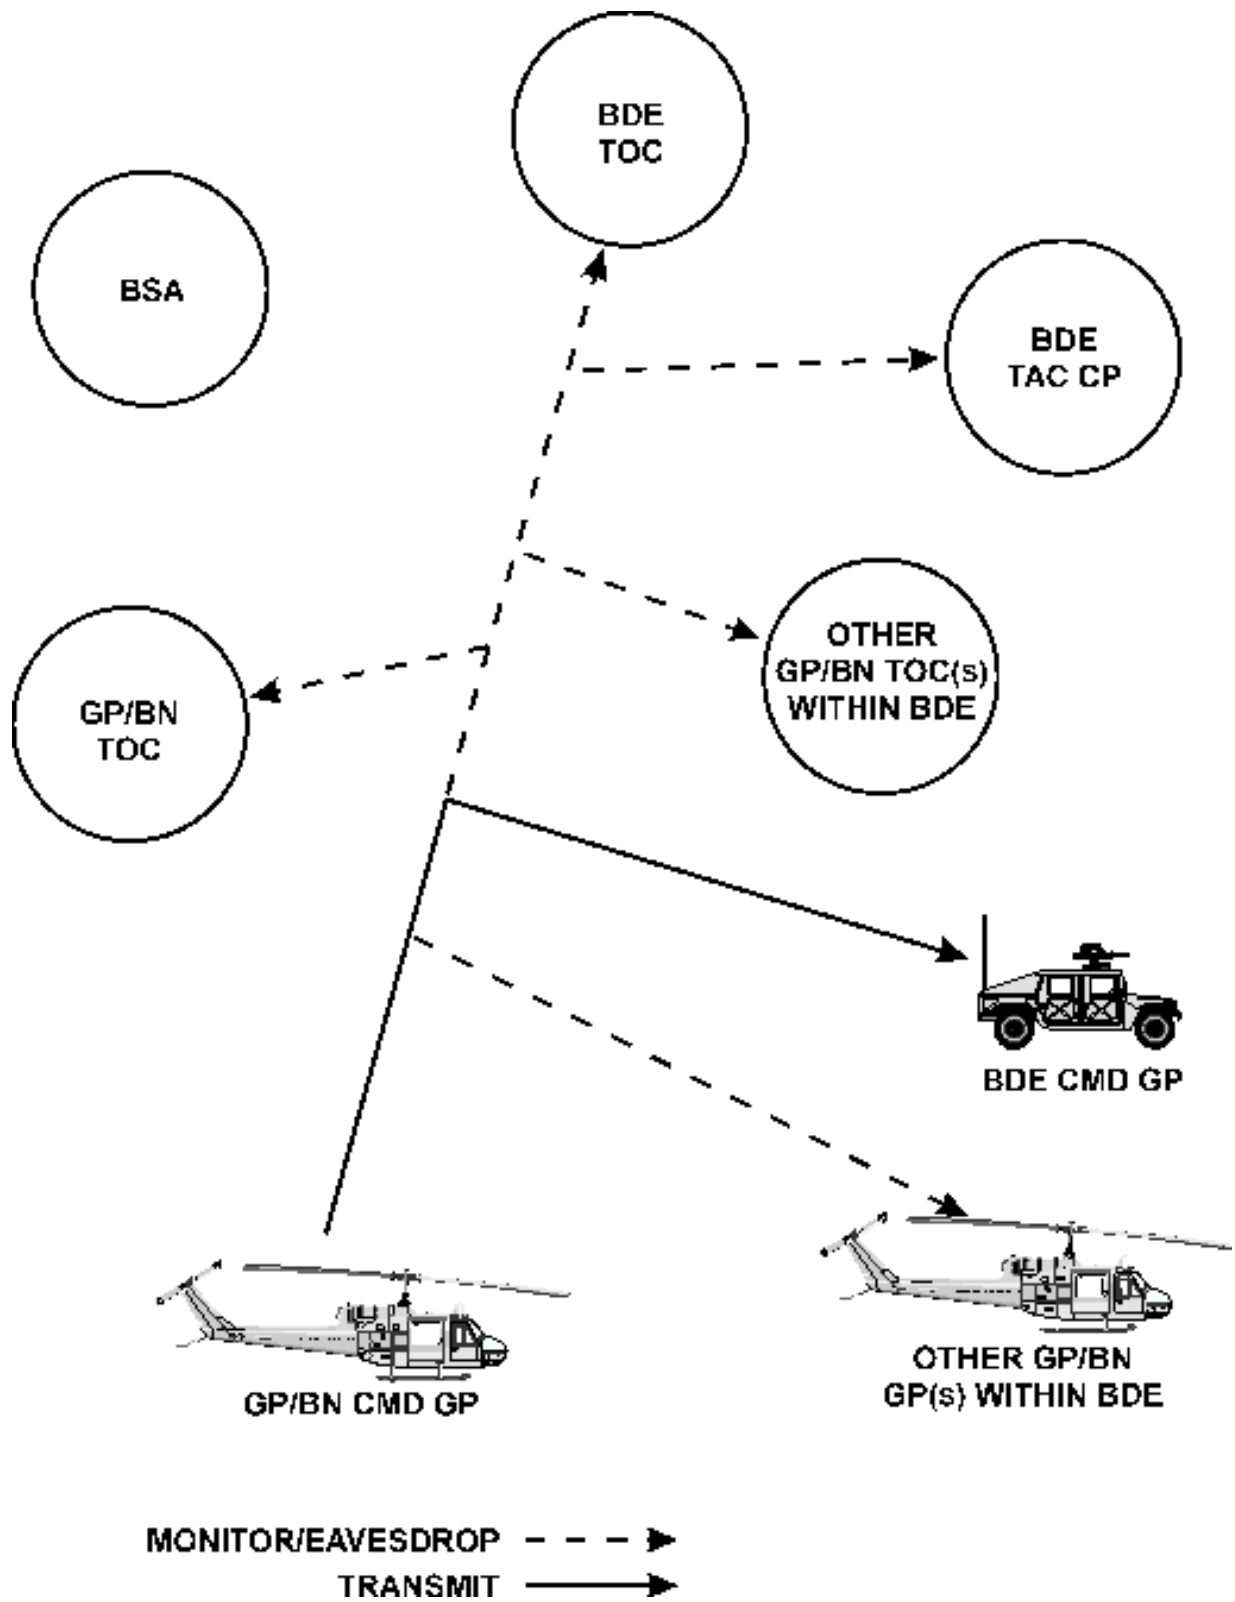 BDE
TOC
BSA
BDE
TAC CP
OTHER
GP/BN TOC(s)
WITHIN BDE
GP/BN
TOC
BDE CMD GP
OTHER GP/BN
GP(s) WITHIN BDE
GP/BN CMD GP
MONITOR/EAVESDROP
TRANSMIT